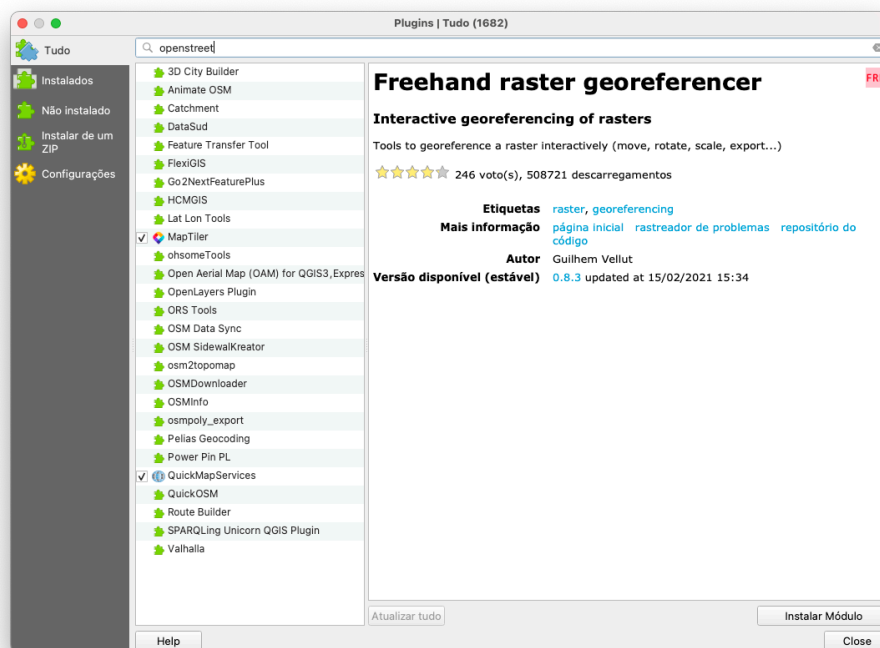 Plugins | Tudo (1682)
Tudo
openstreet
Instalados
Não instalado
Instalar de um
ZIP
Configurações
3D City Builder
Animate OSM
Catchment
DataSud
Feature Transfer Tool
FlexiGIS
Go2NextFeaturePlus
HCMGIS
Lat Lon Tools
MapTiler
ohsomeTools
Open Aerial Map (OAM) for QGIS3,Expres
OpenLayers Plugin
ORS Tools
OSM Data Sync
OSM SidewalKreator
osm2topomap
OSMDownloader
OSMInfo
osmpoly_export
Pelias Geocoding
Power Pin PL
QuickMapServices
QuickOSM
Route Builder
SPARQLing Unicorn QGIS Plugin
Valhalla
Freehand raster georeferencer
FR
Interactive georeferencing of rasters
Tools to georeference a raster interactively (move, rotate, scale, export...)
246 voto(s), 508721 descarregamentos
Etiquetas raster, georeferencing
Mais informação página inicial rastreador de problemas repositório do
código
Autor Guilhem Vellut
Versão disponível (estável) 0.8.3 updated at 15/02/2021 15:34
Atualizar tudo
Instalar Módulo
Help
Close